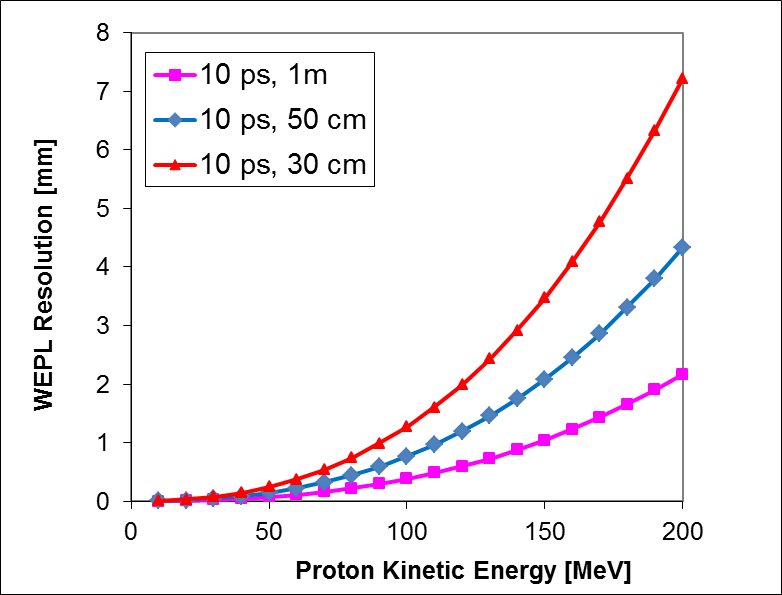 8
7
6
5
4
3
2
1
0
WEPL Resolution [mm]
10 ps, 1m
10 ps, 50 cm
10 ps, 30 cm
0 50 100 150 200
Proton Kinetic Energy [MeV]